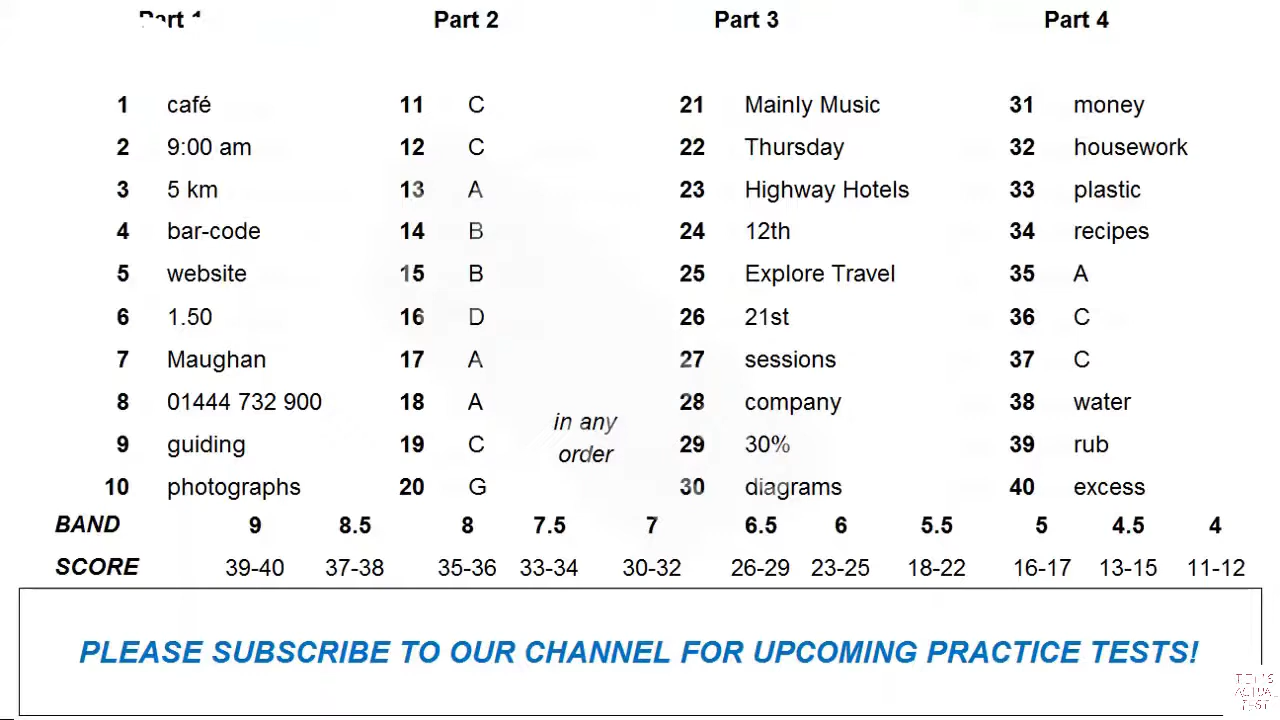 Part 1 Part 2 Part 3 Part 4
1 café 11 C 21 Mainly Music 31 money
2 9:00 am 12 C 22 Thursday 32 housework
3 5 km 13 A 23 Highway Hotels 33 plastic
4 bar-code 14 B 24 12th 34 recipes
5 website 15 B 25 Explore Travel 35 A
6 1.50 16 D 26 21st 36 C
7 Maughan 17 A 27 sessions 37 C
8 01444 732 900 18 A 28 company 38 water
in any
9 guiding 19 C 29 30% 39 rub
order
10 photographs 20 G 30 diagrams 40 excess
BAND 9 8.5 8 7.5 7 6.5 6 5.5 5 4.5 4
SCORE 39-40 37-38 35-36 33-34 30-32 26-29 23-25 18-22 16-17 13-15 11-12
PLEASE SUBSCRIBE TO OUR CHANNEL FOR UPCOMING PRACTICE TESTS!
ACTUAL
TEST